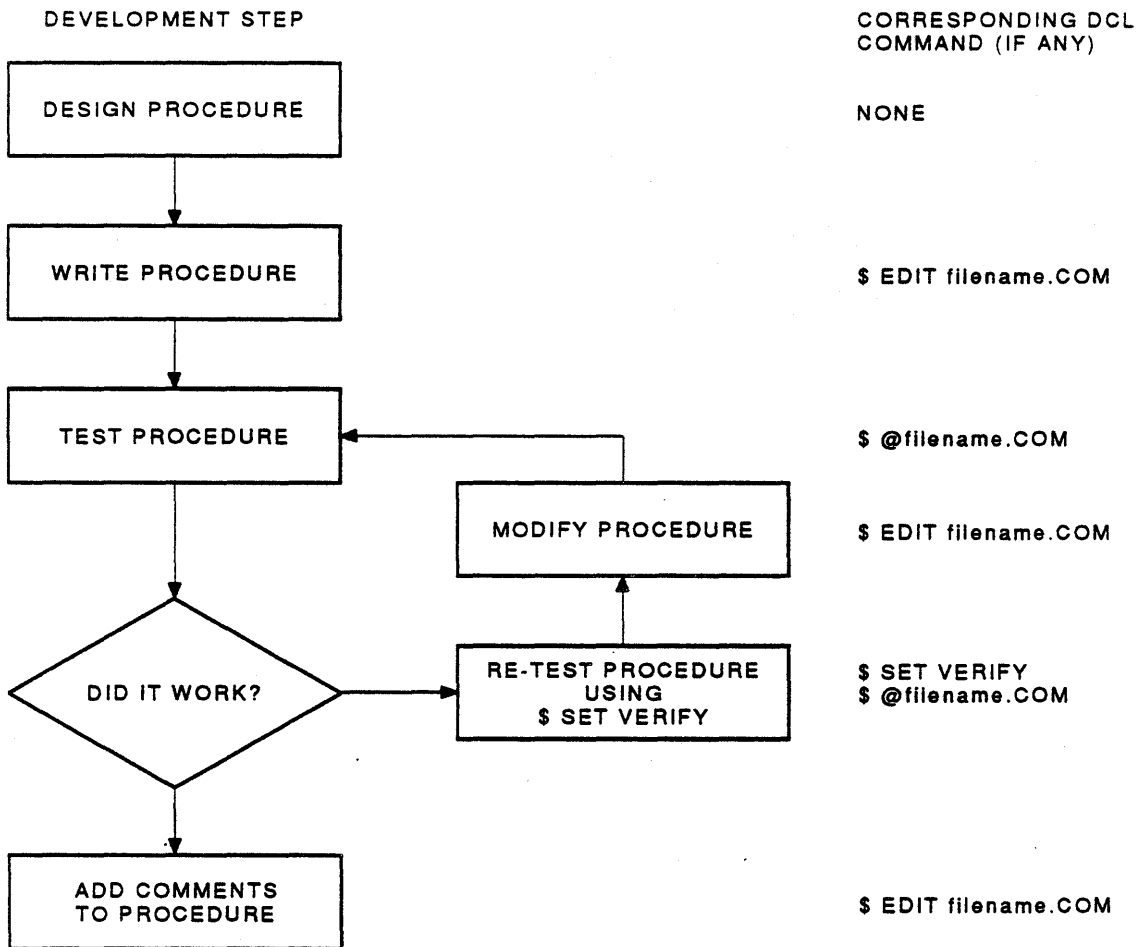 DEVELOPMENT STEP
CORRESPONDING DCL
COMMAND (IF ANY)
DESIGN PROCEDURE
NONE
WRITE PROCEDURE
$ EDIT filename.COM
TEST PROCEDURE
$ @filename.COM
MODIFY PROCEDURE
$ EDIT filename.COM
DID IT WORK?
RE-TEST PROCEDURE
USING
$ SET VERIFY
$ SET VERIFY
$ @filename.COM
ADD COMMENTS
TO PROCEDURE
$ EDIT filename.COM